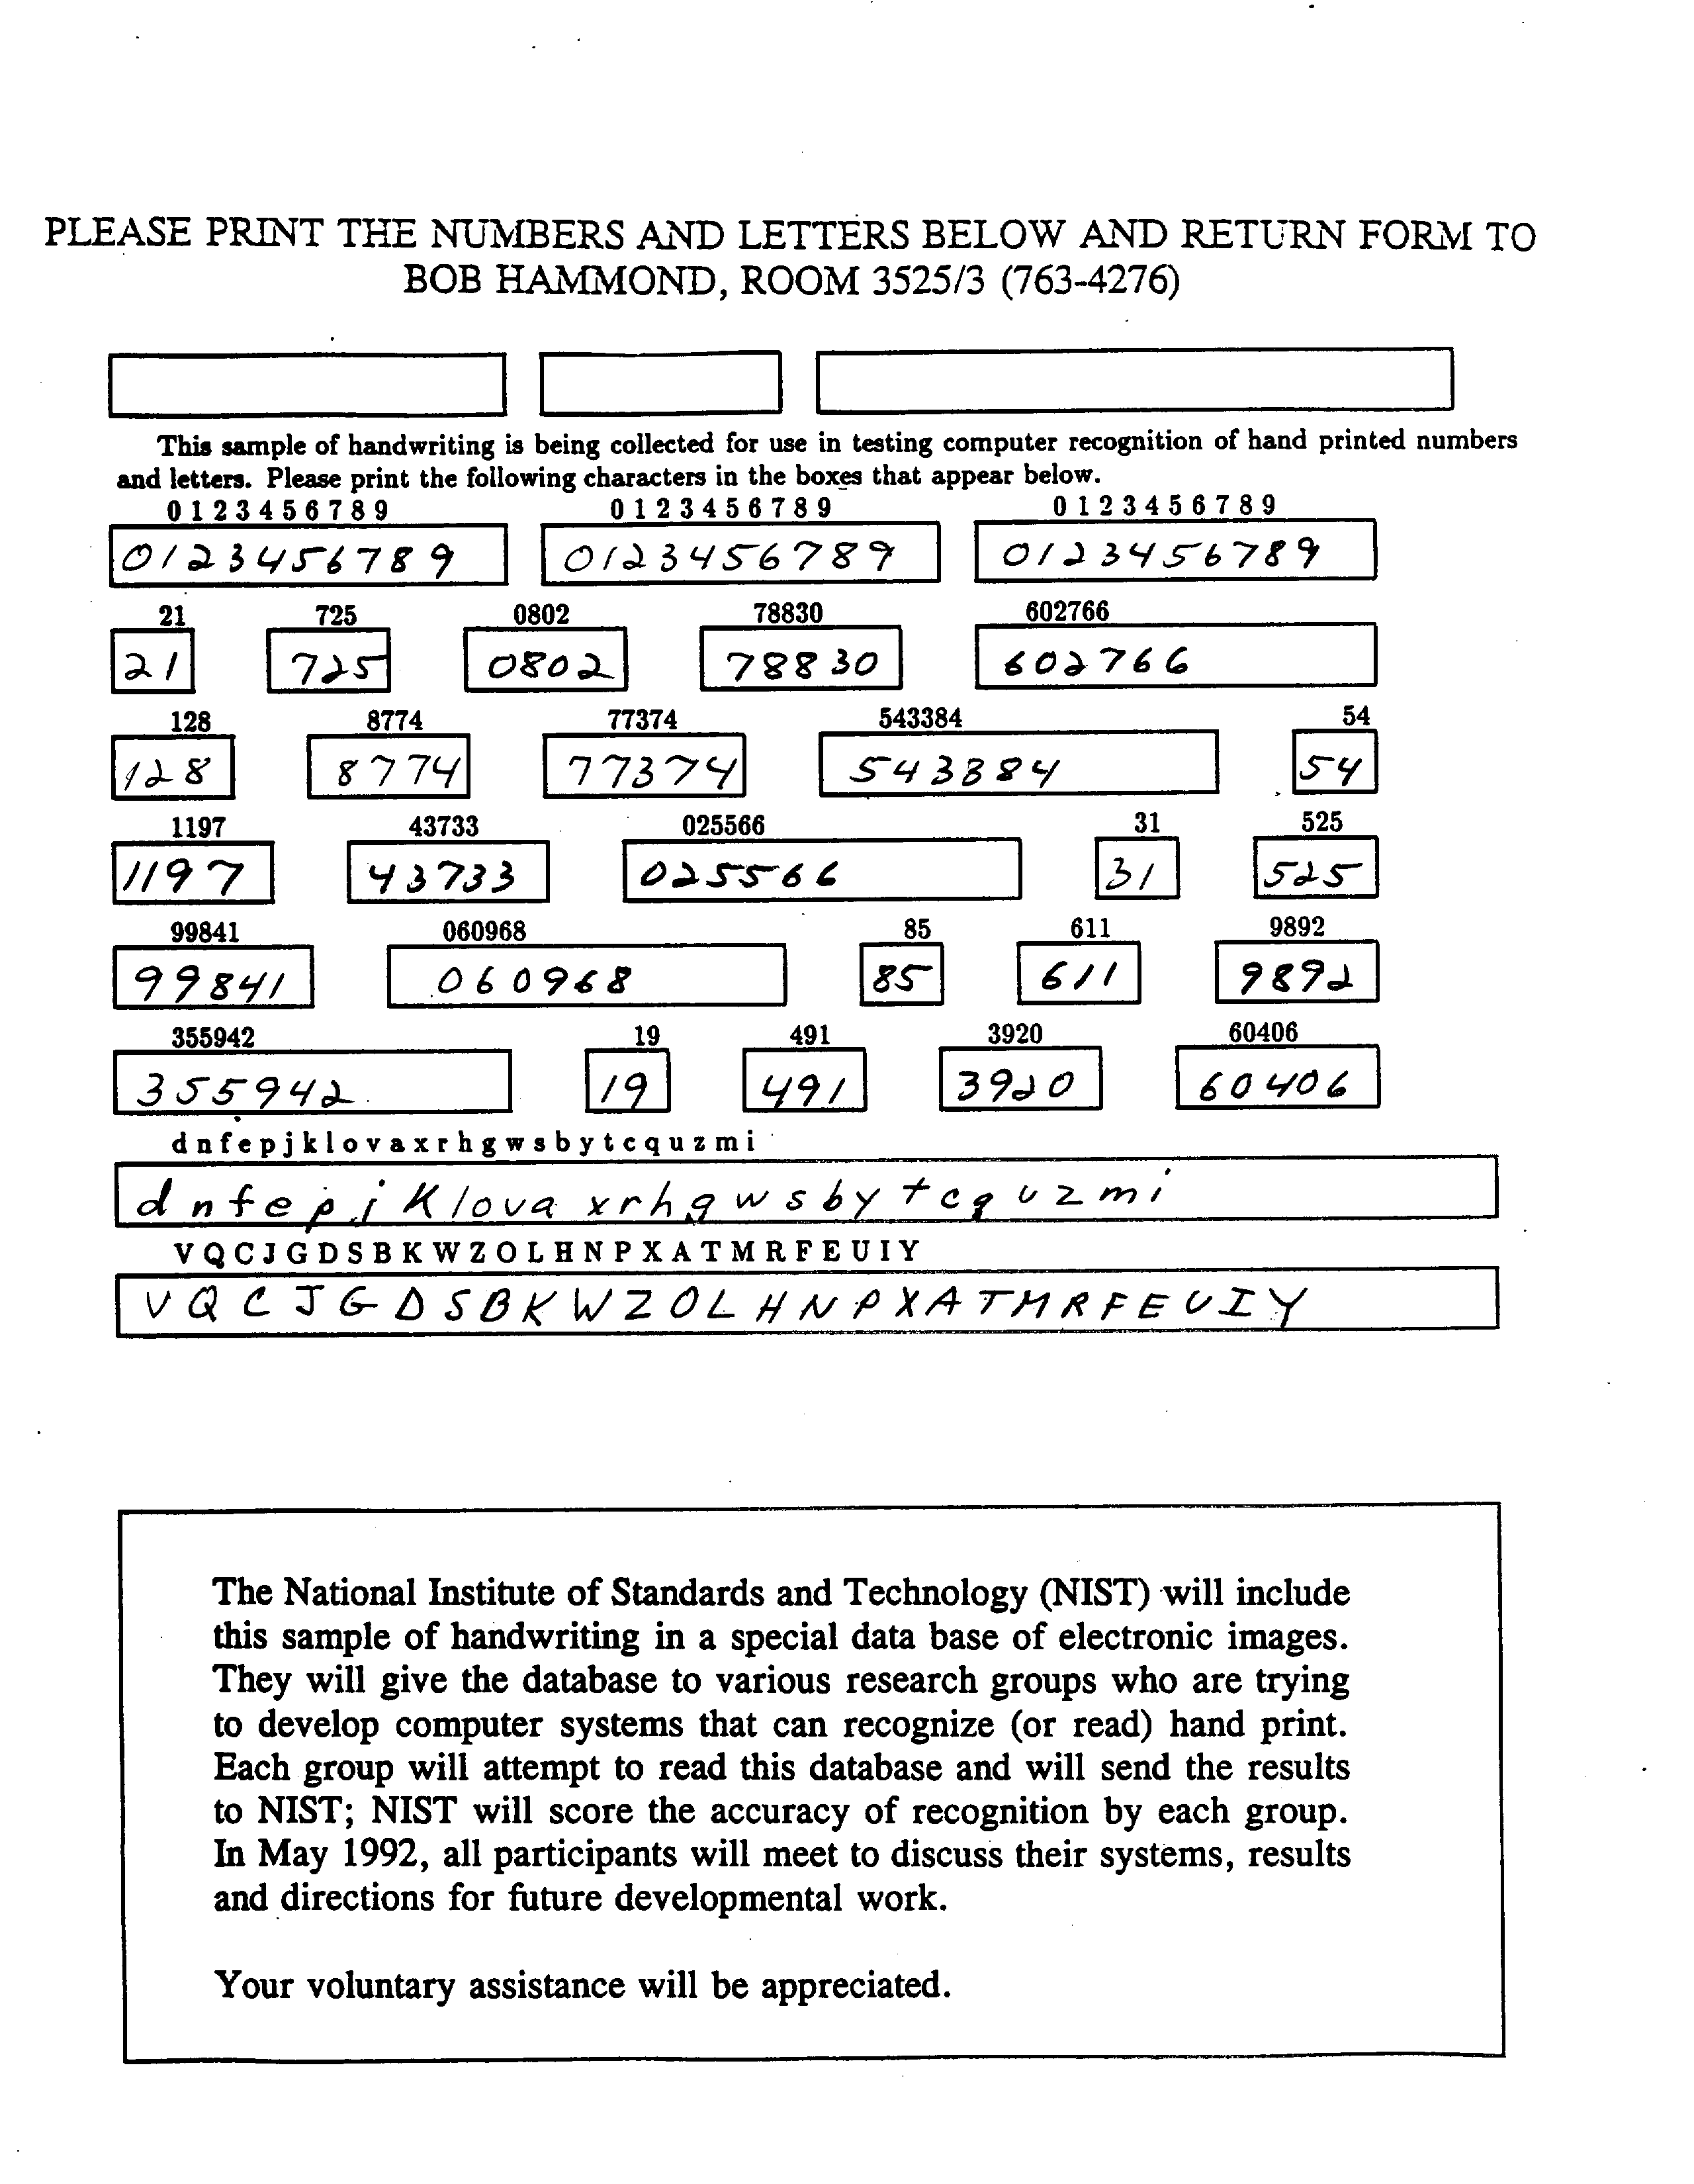 PLEASE PRINT THE NUMBERS AND LETTERS BELOW AND RETURN FORM TO
BOB HAMMOND, ROOM 3525/3 (763-4276)
This sample of handwriting is being collected for use in testing computer recognition of hand printed numbers
and letters. Please print the following characters in the boxes that appear below.
0 1 2 3 4 5 6 7 8 9 0 1 2 3 4 5 6 7 8 9 0 1 2 3 4 5 6 7 8 9
0123456789 0123456789 0123456789
21 725 0802 78830 602766
21 725 0802 78830 602766
128 8774 77374 543384 54
128 8774 77374 543384 54
1197 43733 025566 31 525
1197 43733 025566 31 525
99841 060968 85 611 9892
99841 060968 85 611 9892
355942 19 491 3920 60406
355942 19 491 3920 60406
d n f e p j k l o v a x r h g w s b y t c q u z m i
d n f e p j K l o v a x r h g w s b y t c q u z m i
V Q C J G D S B K W Z O L H N P X A T M R F E U I Y
V Q C J G D S B K W Z O L H N P X A T M R F E U I Y
The National Institute of Standards and Technology (NIST) will include
this sample of handwriting in a special data base of electronic images.
They will give the database to various research groups who are trying
to develop computer systems that can recognize (or read) hand print.
Each group will attempt to read this database and will send the results
to NIST; NIST will score the accuracy of recognition by each group.
In May 1992, all participants will meet to discuss their systems, results
and directions for future developmental work.
Your voluntary assistance will be appreciated.